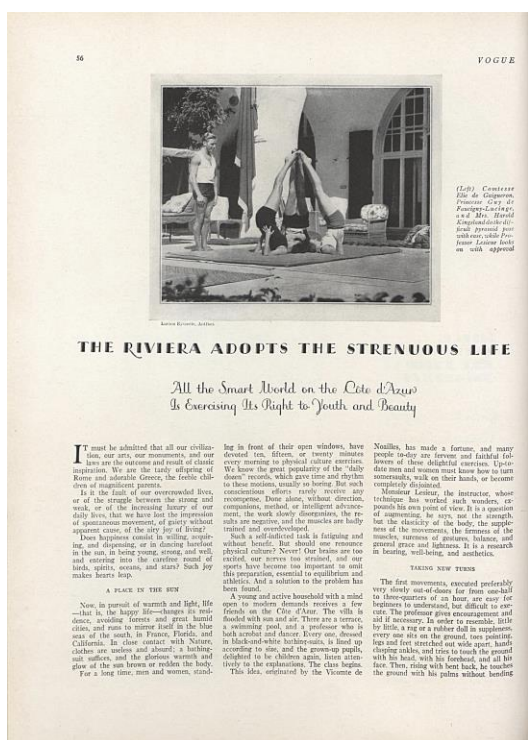 56
VOGUE
(Left) Comtesse
Elie de Guigneron,
Princesse Guy de
Faucigny-Lucinge,
and Mrs. Harold
Kingsland do the dif-
ficult pyramid pose
with ease, while Pro-
fessor Lesieur looks
on with approval
THE RIVIERA ADOPTS THE STRENUOUS LIFE
All the Smart World on the Côte d'Azur
Is Exercising Its Right to Youth and Beauty
IT must be admitted that all our civiliza-
tion, our arts, our monuments, and our
laws are the outcome and result of classic
inspiration. We are the tardy offspring of
Rome and adorable Greece, the feeble chil-
dren of magnificent parents.
Is it the fault of our overcrowded lives,
or of the struggle between the strong and
weak, or of the increasing luxury of our
daily lives, that we have lost the impression
of spontaneous movement, of gaiety without
apparent cause, of the airy joy of living?
Does happiness consist in selling, acquir-
ing, and dispensing, or in dancing barefoot
in the sun, in being young, strong, and well,
and entering into the carefree round of
birds, spirits, oceans, and stars? Such joy
makes hearts leap.
A PLACE IN THE SUN
Now, in pursuit of warmth and light, life
—that is, the happy life—changes its resi-
dence, avoiding forests and great humid
cities, and runs to mirror itself in the blue
seas of the south, in France, Florida, and
California. In close contact with Nature,
clothes are useless and absurd; a bathing-
suit suffices, and the glorious warmth and
glow of the sun brown or redden the body.
For a long time, men and women, stand-
ing in front of their open windows, have
devoted ten, fifteen, or twenty minutes
every morning to physical culture exercises.
We know the great popularity of the "daily
dozen" records, which gave time and rhythm
to these motions, usually so boring. But such
conscientious efforts rarely receive any
recompense. Done alone, without direction,
companions, method, or intelligent advance-
ment, the work slowly disorganizes, the re-
sults are negative, and the muscles are badly
trained and overdeveloped.
Such a self-inflicted task is fatiguing and
without benefit. But should one renounce
physical culture? Never! Our brains are too
excited, our nerves too strained, and our
sports have become too important to omit
this preparation, essential to equilibrium and
athletics. And a solution to the problem has
been found.
A young and active household with a mind
open to modern demands receives a few
friends on the Côte d'Azur. The villa is
flooded with sun and air. There are a terrace,
a swimming pool, and a professor who is
both acrobat and dancer. Every one, dressed
in black-and-white bathing-suits, is lined up
according to size, and the grown-up pupils,
delighted to be children again, listen atten-
tively to the explanations. The class begins.
This idea, originated by the Vicomte de
Noailles, has made a fortune, and many
people to-day are fervent and faithful fol-
lowers of these delightful exercises. Up-to-
date men and women must know how to turn
somersaults, walk on their hands, or become
completely disjointed.
Monsieur Lesieur, the instructor, whose
technique has worked such wonders, ex-
pounds his own point of view. It is a question
of augmenting, he says, not the strength,
but the elasticity of the body, the supple-
ness of the movements, the firmness of the
muscles, sureness of gestures, balance, and
general grace and lightness. It is a research
in bearing, well-being, and aesthetics.
TAKING NEW TURNS
The first movements, executed preferably
very slowly out-of-doors for from one-half
to three-quarters of an hour, are easy for
beginners to understand, but difficult to exe-
cute. The professor gives encouragement and
aid if necessary. In order to resemble, little
by little, a rag or a rubber doll in suppleness,
every one sits on the ground, toes pointing,
legs and feet stretched out wide apart, hands
clasping ankles, and tries to touch the ground
with his head, with his forehead, and all his
face. Then, rising with bent back, he touches
the ground with his palms without bending